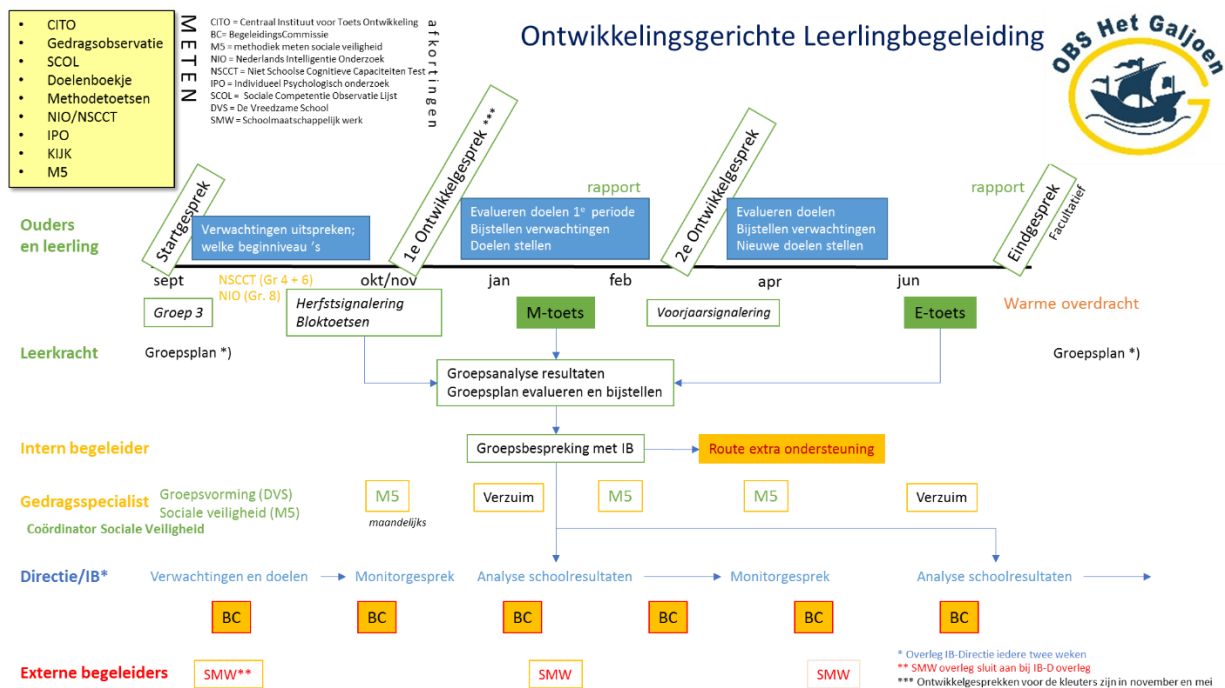 • CITO
• Gedragsobservatie
• SCOL
• Doelenboekje
• Methodetoetsen
• NIO/NSCCT
• IPO
• KIJK
• M5
METEN
CITO = Centraal Instituut voor Toets Ontwikkeling
BC= BegeleidingsCommissie
M5 = methodiek meten sociale veiligheid
NIO = Nederlands Intelligentie Onderzoek
NSCCT = Niet Schoolse Cognitieve Capaciteiten Test
IPO = Individueel Psychologisch onderzoek
SCOL = Sociale Competentie Observatie Lijst
DVS = De Vreedzame School
SMW = Schoolmaatschappelijk werk
afkortingen
Ontwikkelingsgerichte Leerlingbegeleiding
OBS Het Galjoen
Startgesprek
1e Ontwikkelgesprek ***
rapport
2e Ontwikkelgesprek
rapport
Eindgesprek
Facultatief
Ouders
en leerling
Verwachtingen uitspreken;
welke beginniveau 's
Evalueren doelen 1e periode
Bijstellen verwachtingen
Doelen stellen
Evalueren doelen
Bijstellen verwachtingen
Nieuwe doelen stellen
sept
NSCCT (Gr 4 + 6)
NIO (Gr. 8)
okt/nov
jan
feb
apr
jun
Groep 3
Herfstsignalering
Bloktoetsen
M-toets
Voorjaarsignalering
E-toets
Warme overdracht
Leerkracht
Groepsplan *)
Groepsplan *)
Groepsanalyse resultaten
Groepsplan evalueren en bijstellen
Intern begeleider
Groepsbespreking met IB
Route extra ondersteuning
Gedragsspecialist
Groepsvorming (DVS)
Sociale veiligheid (M5)
M5
Verzuim
M5
M5
Verzuim
maandelijks
Coördinator Sociale Veiligheid
Directie/IB*
Verwachtingen en doelen
Monitorgesprek
Analyse schoolresultaten
Monitorgesprek
Analyse schoolresultaten
BC
BC
BC
BC
BC
BC
Externe begeleiders
SMW**
SMW
SMW
* Overleg IB-Directie iedere twee weken
** SMW overleg sluit aan bij IB-D overleg
*** Ontwikkelgesprekken voor de kleuters zijn in november en mei